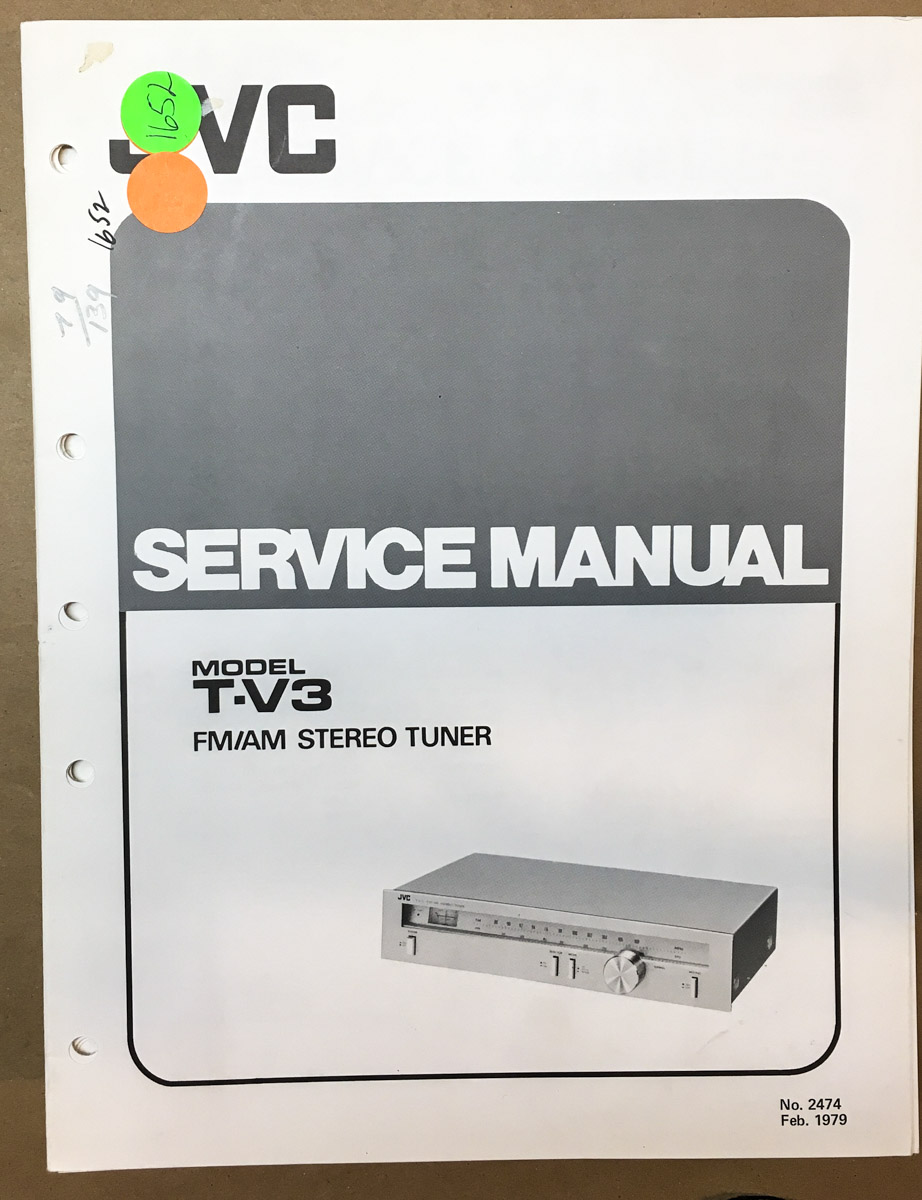 1652
JVC
1652
79
139
SERVICE MANUAL
MODEL
T-V3
FM/AM STEREO TUNER
JVC
No. 2474
Feb. 1979